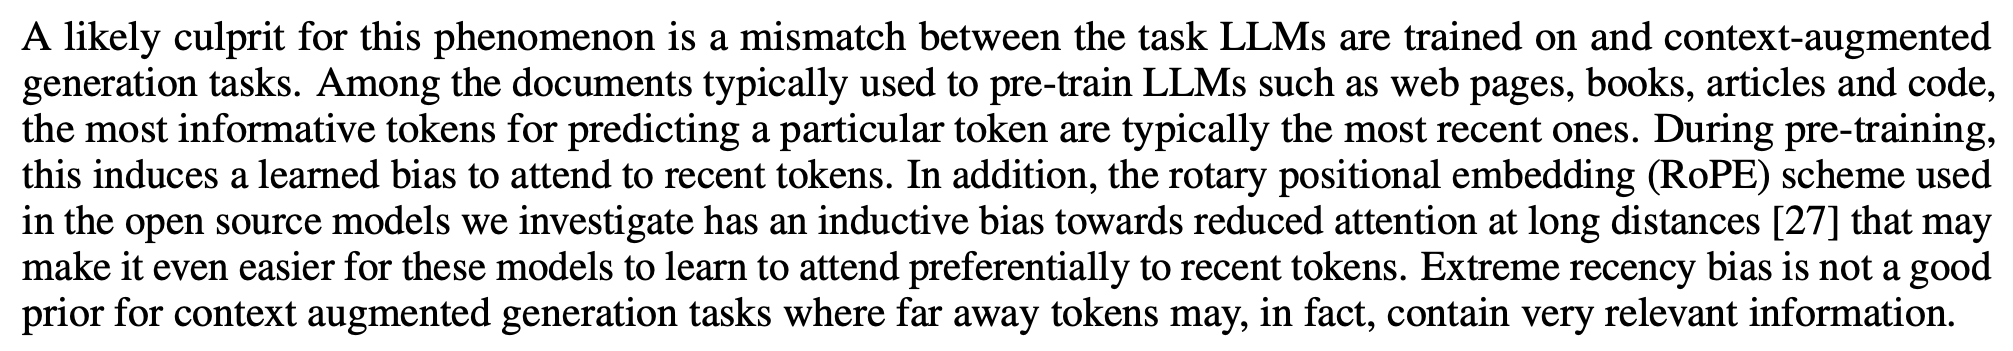 A likely culprit for this phenomenon is a mismatch between the task LLMs are trained on and context-augmented
generation tasks. Among the documents typically used to pre-train LLMs such as web pages, books, articles and code,
the most informative tokens for predicting a particular token are typically the most recent ones. During pre-training,
this induces a learned bias to attend to recent tokens. In addition, the rotary positional embedding (RoPE) scheme used
in the open source models we investigate has an inductive bias towards reduced attention at long distances [27] that may
make it even easier for these models to learn to attend preferentially to recent tokens. Extreme recency bias is not a good
prior for context augmented generation tasks where far away tokens may, in fact, contain very relevant information.